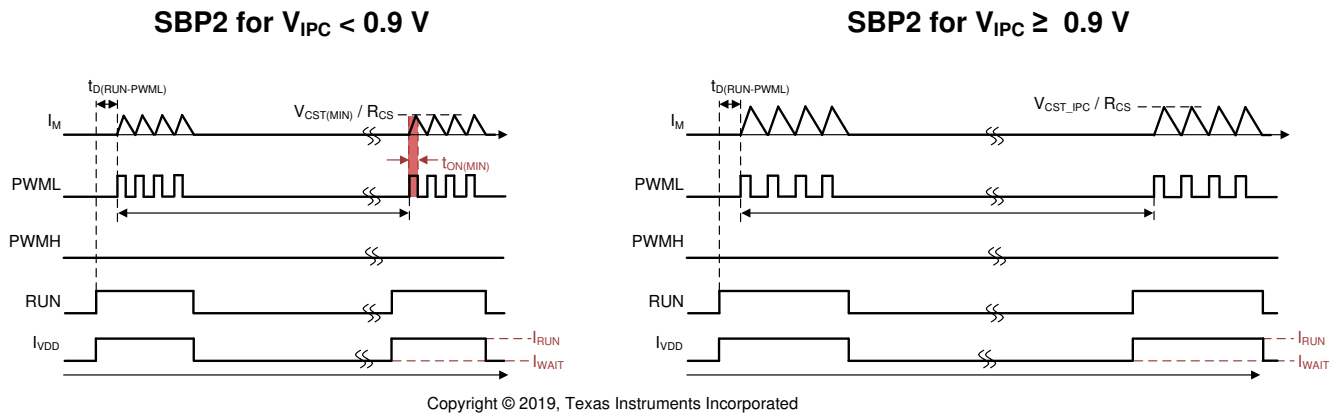 SBP2 for VIPC < 0.9 V
SBP2 for VIPC ≥ 0.9 V
tD(RUN-PWML)
VCST(MIN) / RCS
IM
tON(MIN)
PWML
PWMH
RUN
IVDD
IRUN
IWAIT
tD(RUN-PWML)
VCST_IPC / RCS
IM
PWML
PWMH
RUN
IVDD
IRUN
IWAIT
Copyright © 2019, Texas Instruments Incorporated